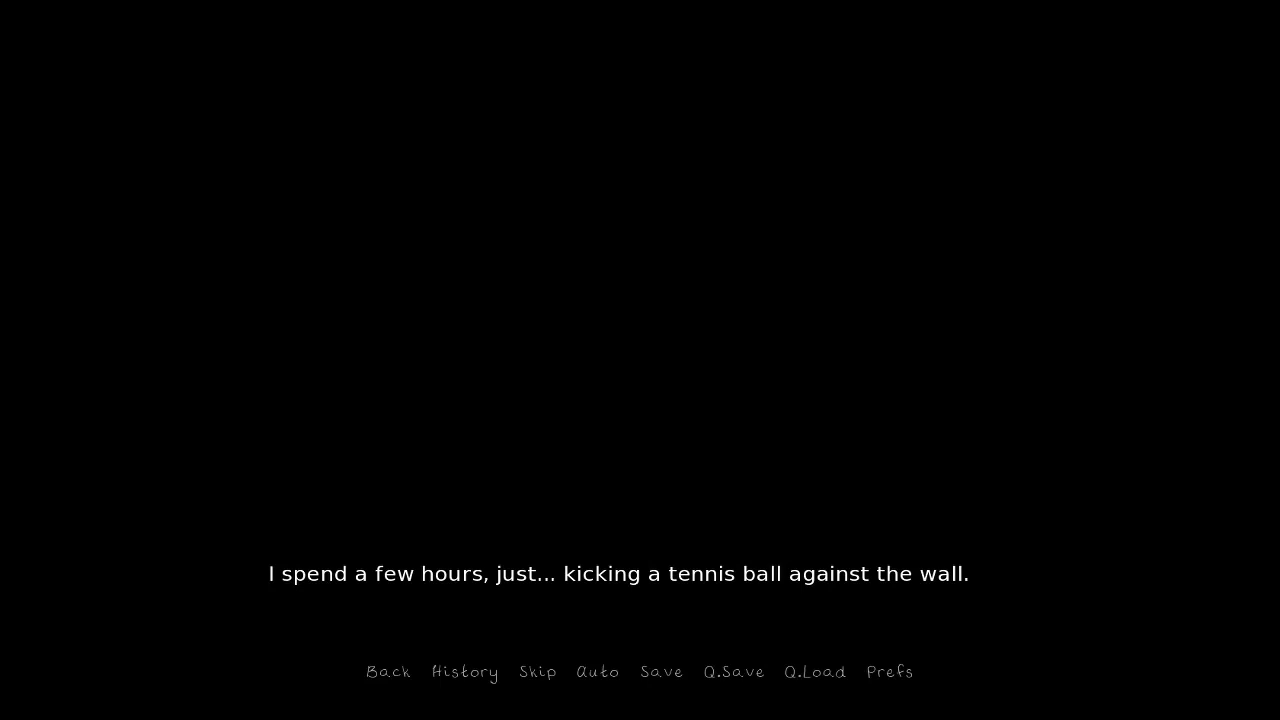 I spend a few hours, just... kicking a tennis ball against the wall.
Back History Skip Auto Save Q.Save Q.Load Prefs